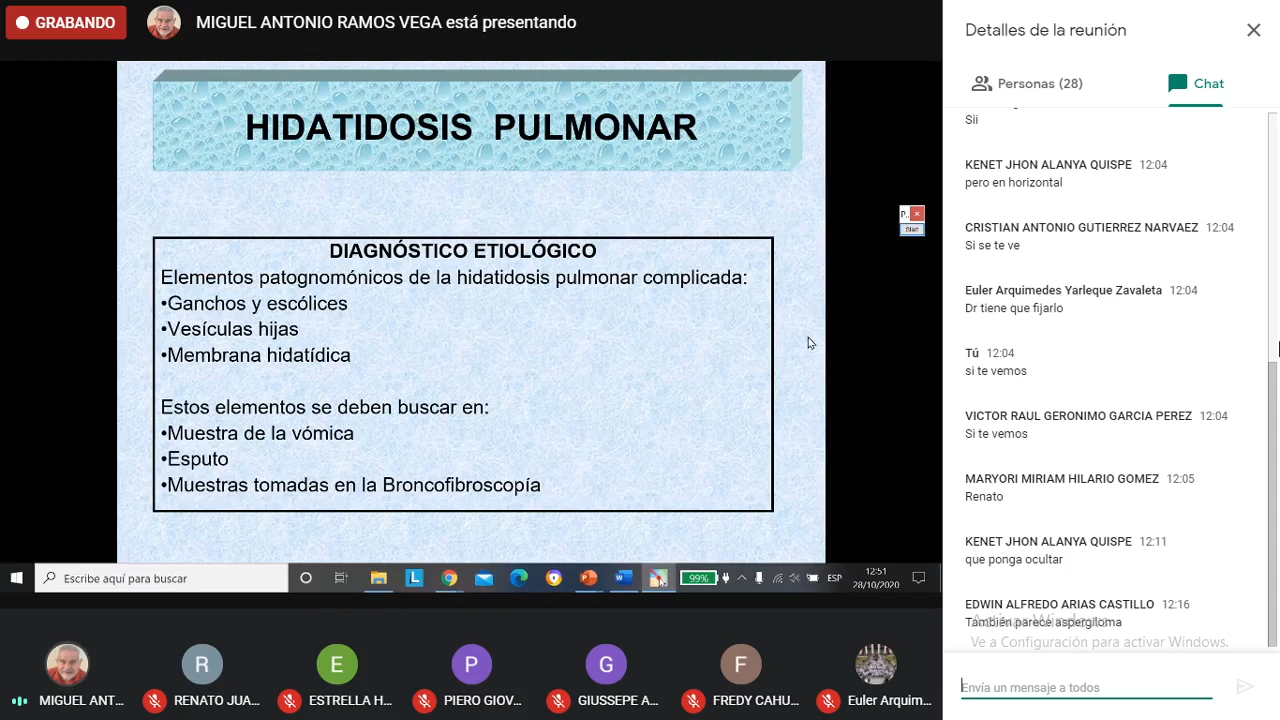 GRABANDO
MIGUEL ANTONIO RAMOS VEGA está presentando
HIDATIDOSIS PULMONAR
DIAGNÓSTICO ETIOLÓGICO
Elementos patognomónicos de la hidatidosis pulmonar complicada:
•Ganchos y escólices
•Vesículas hijas
•Membrana hidatídica
Estos elementos se deben buscar en:
•Muestra de la vómica
•Esputo
•Muestras tomadas en la Broncofibroscopía
P..
Start
Escribe aquí para buscar
99%
ESP
12:51
28/10/2020
MIGUEL ANT...
R
RENATO JUA...
E
ESTRELLA H...
P
PIERO GIOV...
G
GIUSSEPE A...
F
FREDY CAHU...
Euler Arquim...
Detalles de la reunión
Personas (28)
Chat
Sii
KENET JHON ALANYA QUISPE 12:04
pero en horizontal
CRISTIAN ANTONIO GUTIERREZ NARVAEZ 12:04
Si se te ve
Euler Arquimedes Yarleque Zavaleta 12:04
Dr tiene que fijarlo
Tú 12:04
si te vemos
VICTOR RAUL GERONIMO GARCIA PEREZ 12:04
Si te vemos
MARYORI MIRIAM HILARIO GOMEZ 12:05
Renato
KENET JHON ALANYA QUISPE 12:11
que ponga ocultar
EDWIN ALFREDO ARIAS CASTILLO 12:16
También parece aspergiloma
Activar Windows
Ve a Configuración para activar Windows.
Envía un mensaje a todos